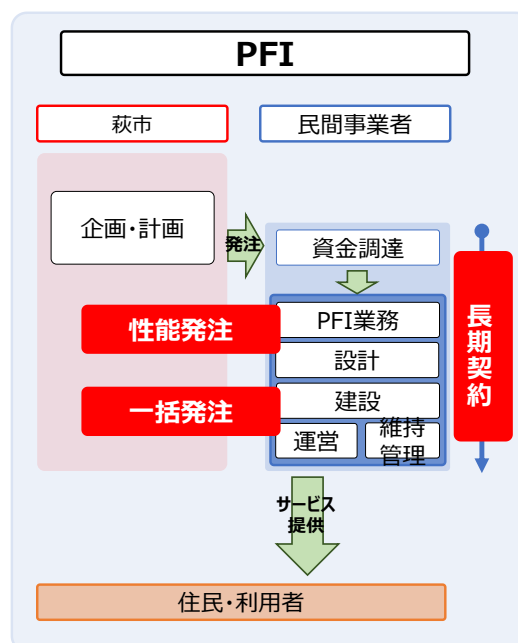 PFI
萩市
民間事業者
企画・計画
発注
資金調達
性能発注
PFI業務
設計
一括発注
建設
運営
維持
管理
長期契約
サービス
提供
住民・利用者